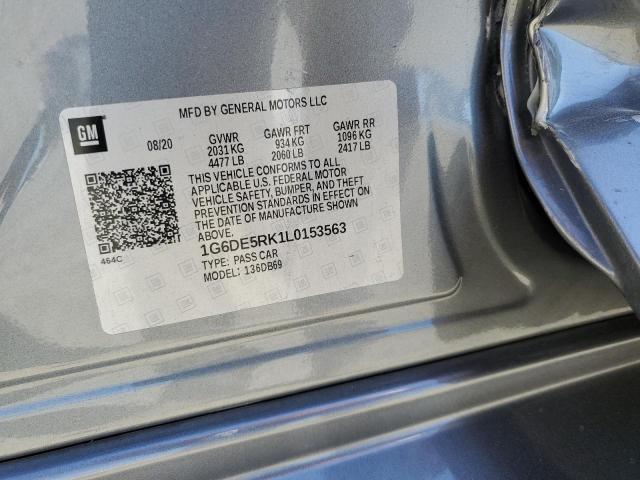 MFD BY GENERAL MOTORS LLC
GM
08/20
GVWR GAWR FRT GAWR RR
2031 KG 934 KG 1096 KG
4477 LB 2060 LB 2417 LB
THIS VEHICLE CONFORMS TO ALL
APPLICABLE U.S. FEDERAL MOTOR
VEHICLE SAFETY, BUMPER, AND THEFT
PREVENTION STANDARDS IN EFFECT ON
THE DATE OF MANUFACTURE SHOWN
ABOVE.
1G6DE5RK1L0153563
TYPE: PASS CAR
MODEL: 136DB69
464C